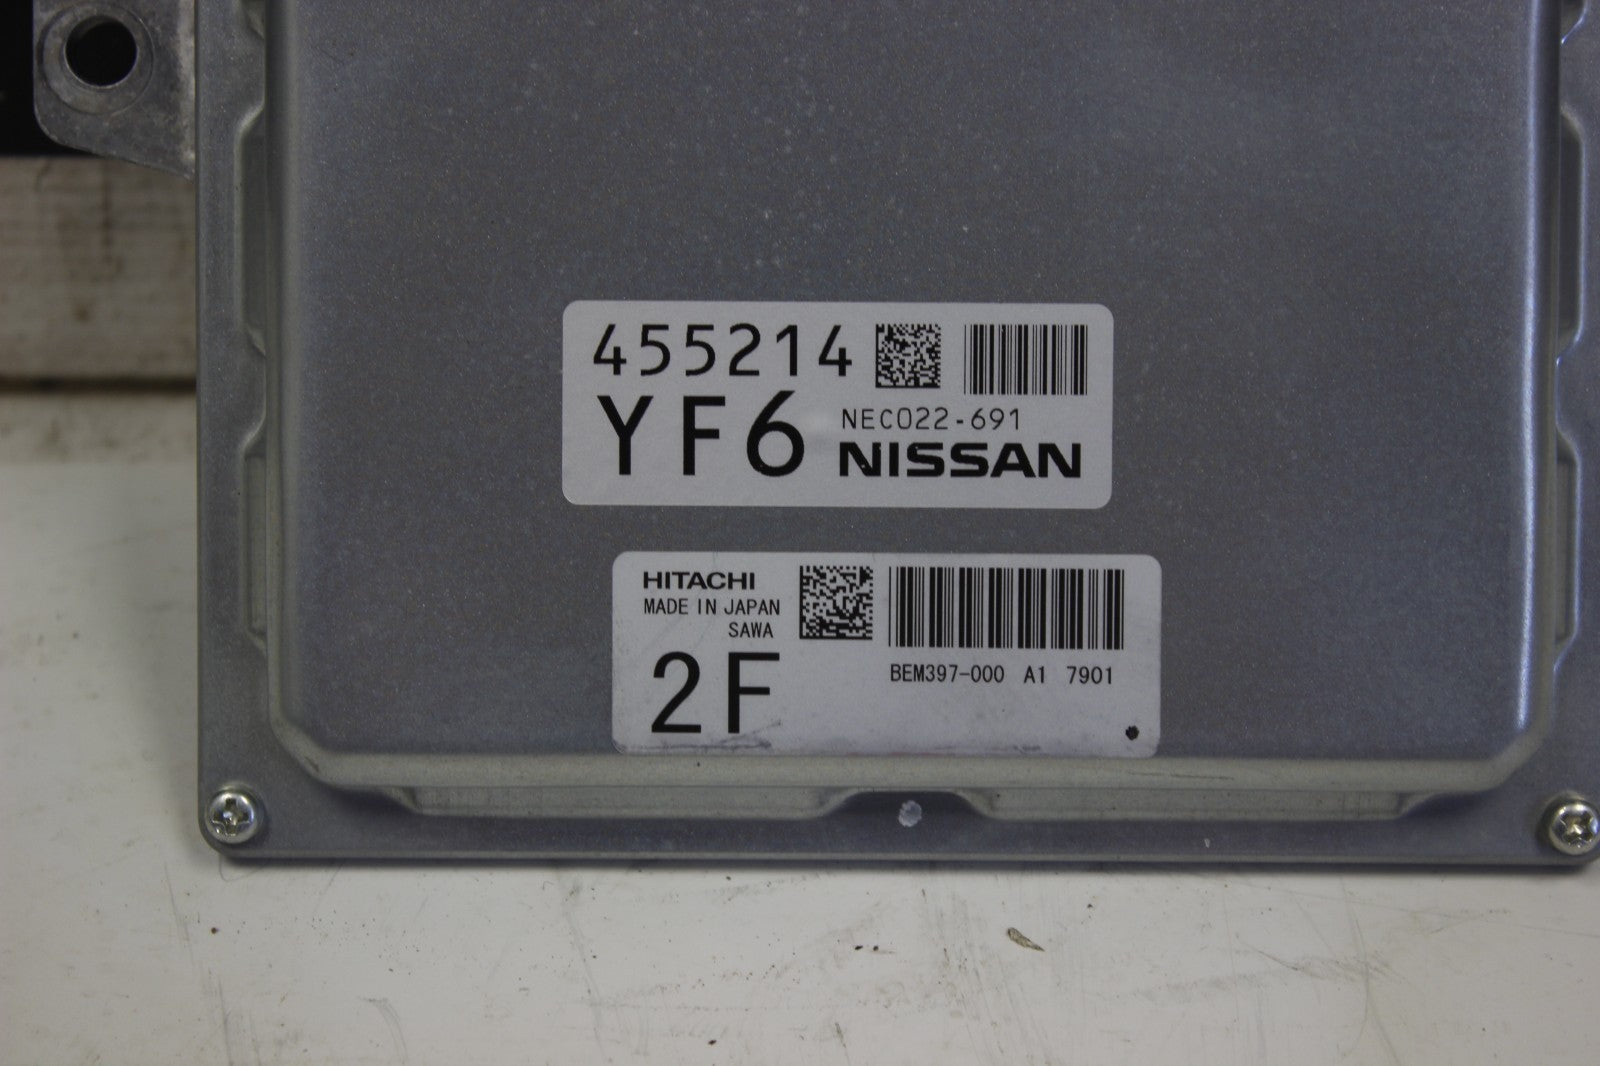 455214
YF6
NEC022-691
NISSAN
HITACHI
MADE IN JAPAN
SAWA
2F
BEM397-000 A1 7901